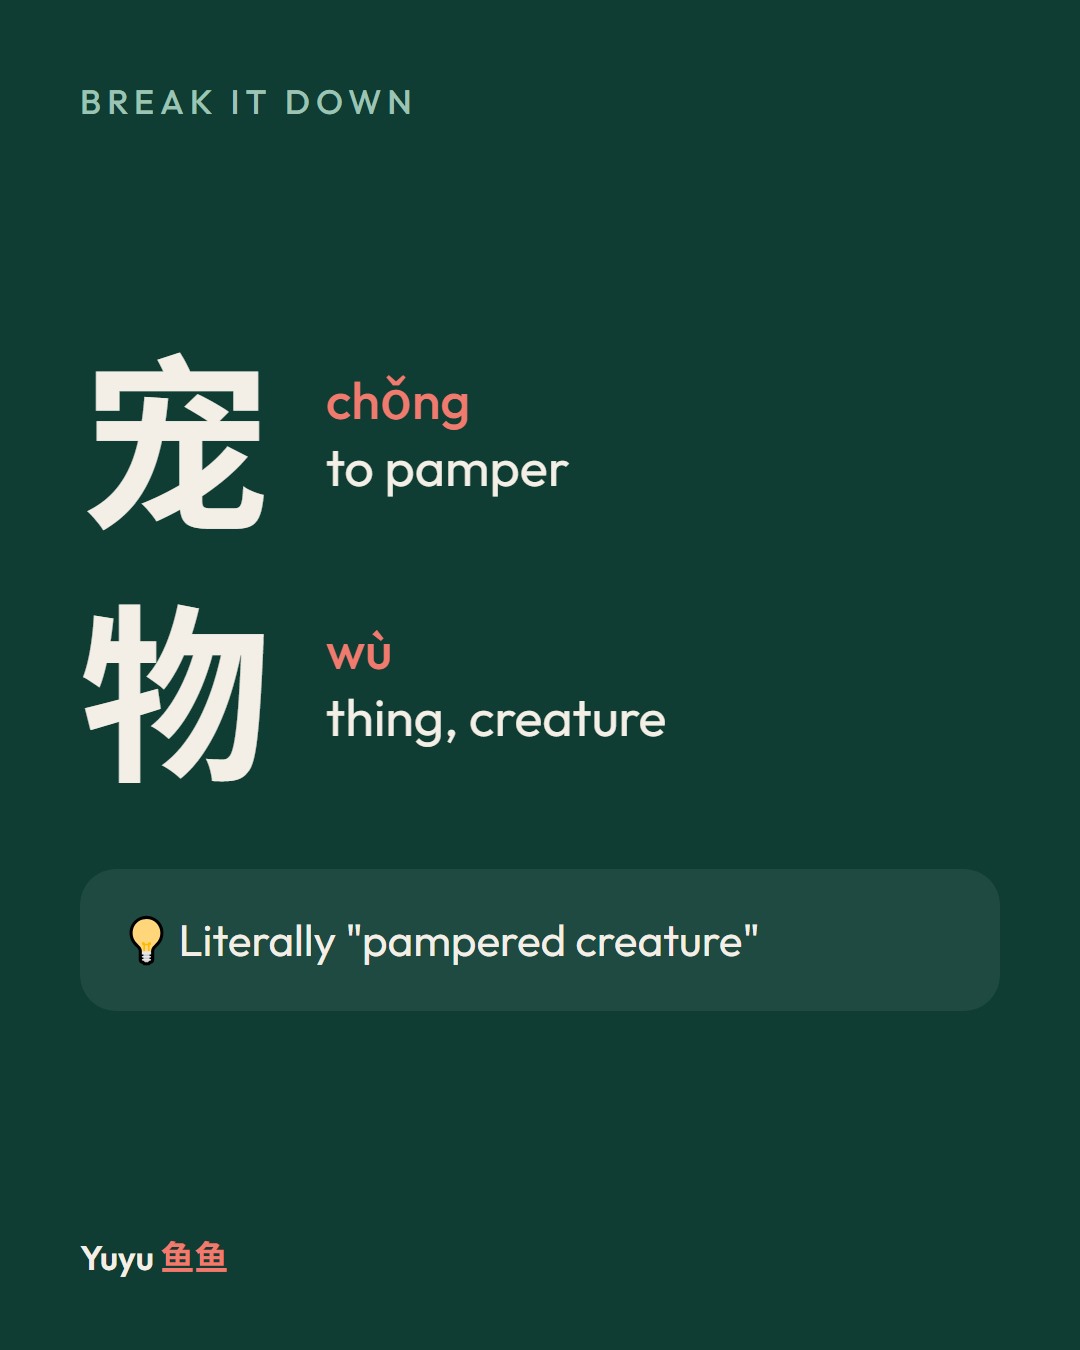 BREAK IT DOWN
宠
chǒng
to pamper
物
wù
thing, creature
💡 Literally "pampered creature"
Yuyu 鱼鱼